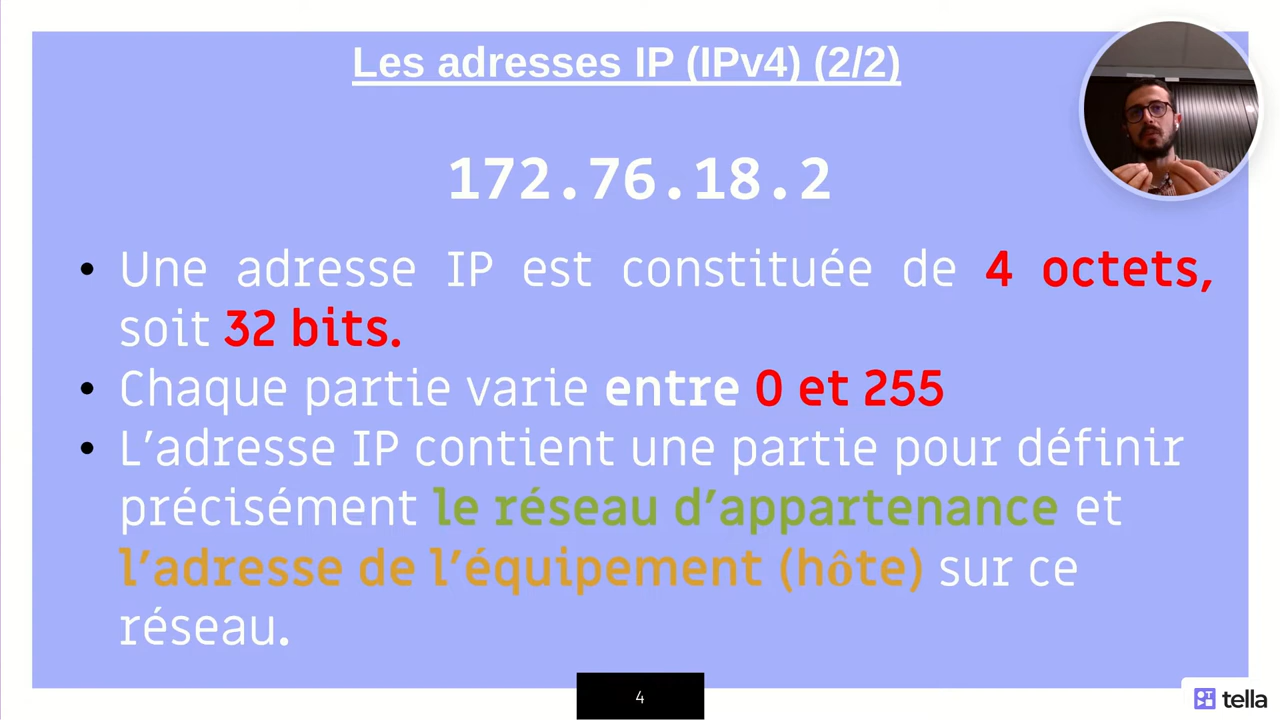 Les adresses IP (IPv4) (2/2)
172.76.18.2
• Une adresse IP est constituée de 4 octets,
soit 32 bits.
• Chaque partie varie entre 0 et 255
• L’adresse IP contient une partie pour définir
précisément le réseau d’appartenance et
l’adresse de l’équipement (hôte) sur ce
réseau.
4
tella